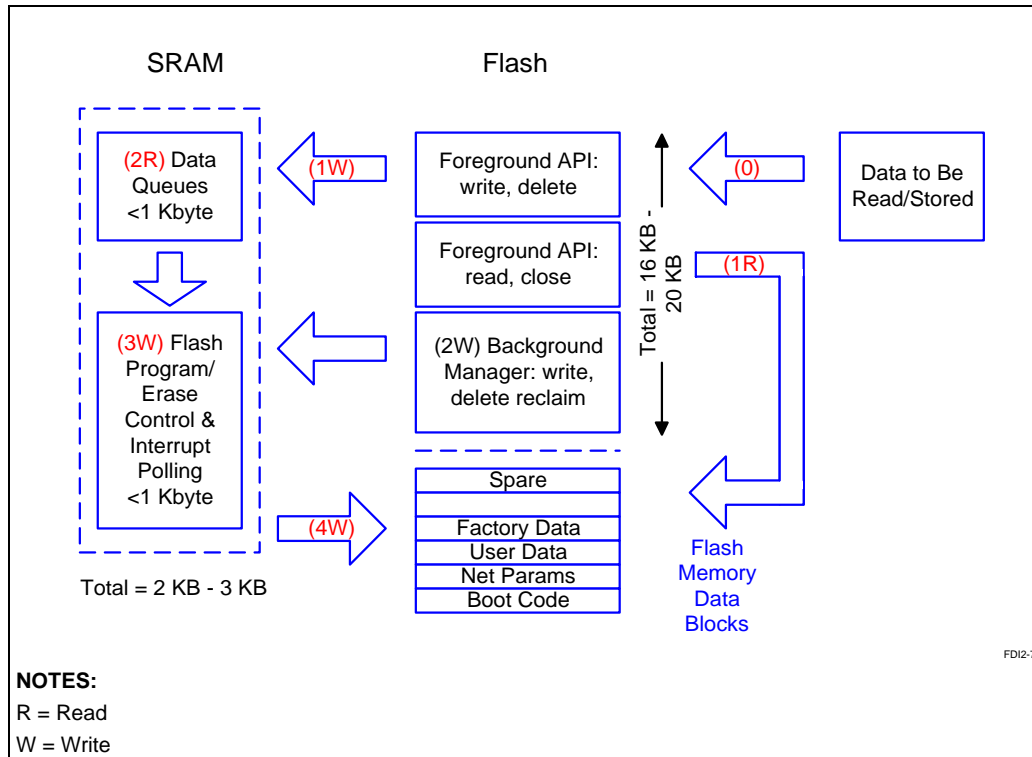 SRAM
Flash
(2R) Data
Queues
<1 Kbyte
(1W)
Foreground API:
write, delete
(0)
Data to Be
Read/Stored
Foreground API:
read, close
Total = 16 KB -
20 KB
(1R)
(3W) Flash
Program/
Erase
Control &
Interrupt
Polling
<1 Kbyte
(2W) Background
Manager: write,
delete reclaim
(4W)
Spare
Factory Data
User Data
Net Params
Boot Code
Flash
Memory
Data
Blocks
Total = 2 KB - 3 KB
NOTES:
R = Read
W = Write